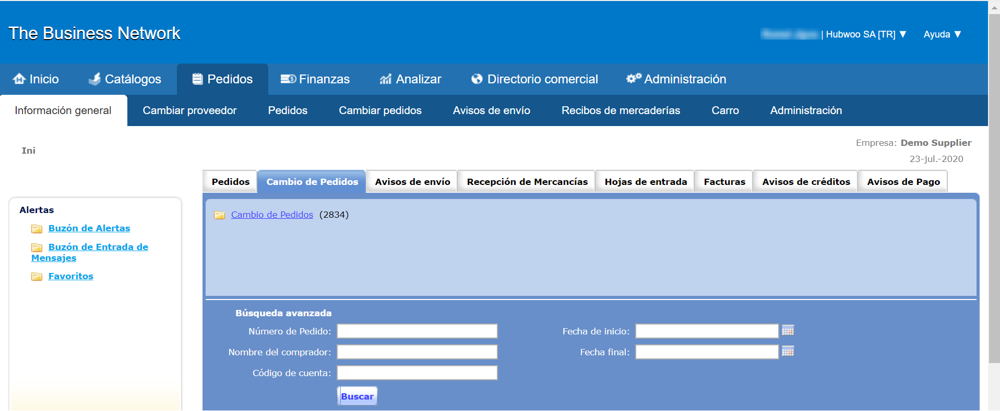 The Business Network
| Hubwoo SA [TR] ▼ Ayuda ▼
Inicio Catálogos Pedidos Finanzas Analizar Directorio comercial Administración
Información general Cambiar proveedor Pedidos Cambiar pedidos Avisos de envío Recibos de mercaderías Carro Administración
Empresa: Demo Supplier
Ini
23-jul.-2020
Pedidos Cambio de Pedidos Avisos de envío Recepción de Mercancías Hojas de entrada Facturas Avisos de créditos Avisos de Pago
Alertas
Buzón de Alertas
Buzón de Entrada de
Mensajes
Favoritos
Cambio de Pedidos (2834)
Búsqueda avanzada
Número de Pedido: Fecha de inicio:
Nombre del comprador: Fecha final:
Código de cuenta:
Buscar